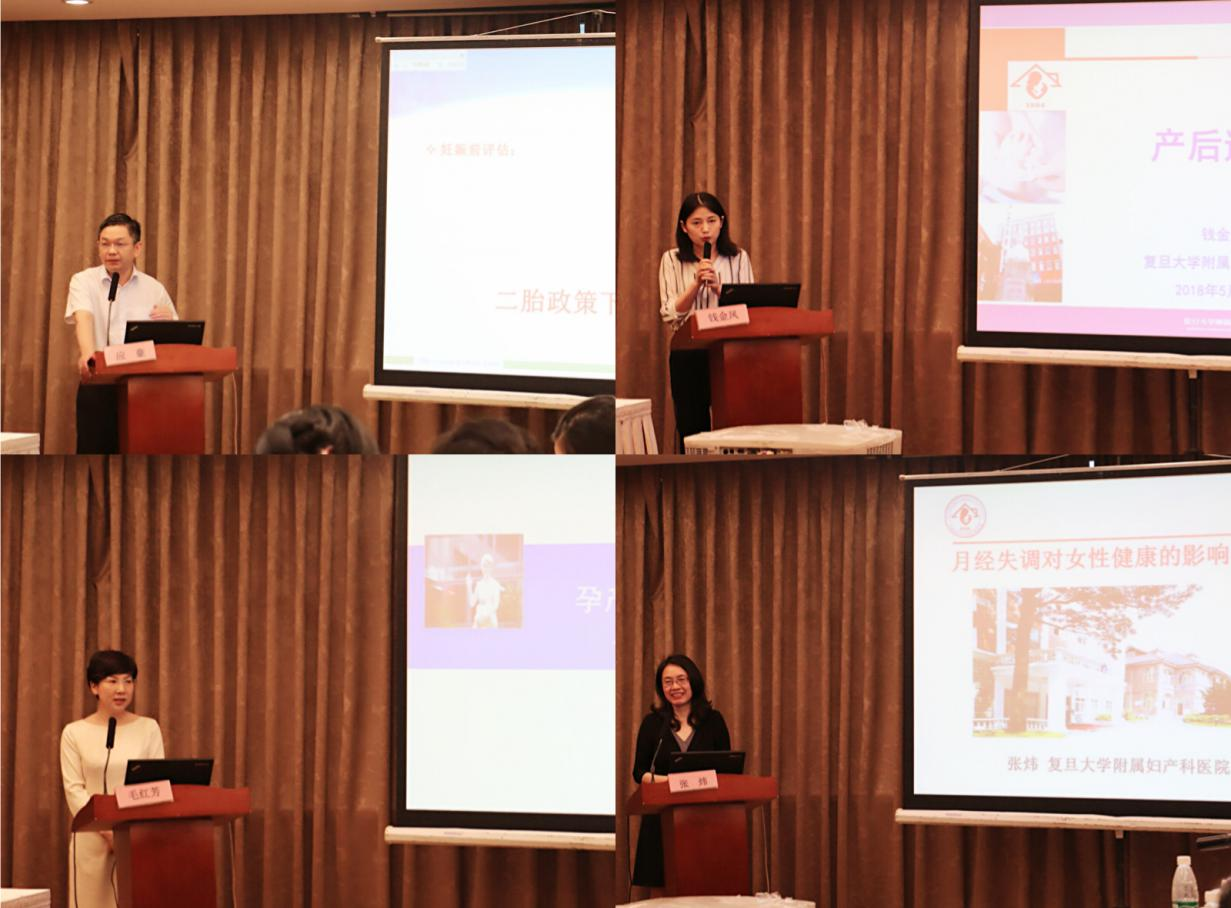 ❖ 妊娠前评估：
二胎政策下
应 豪
产后
钱金
复旦大学附属
2018年5月
钱金凤
孕产
毛红芳
月经失调对女性健康的影响
张炜 复旦大学附属妇产科医院
张 炜